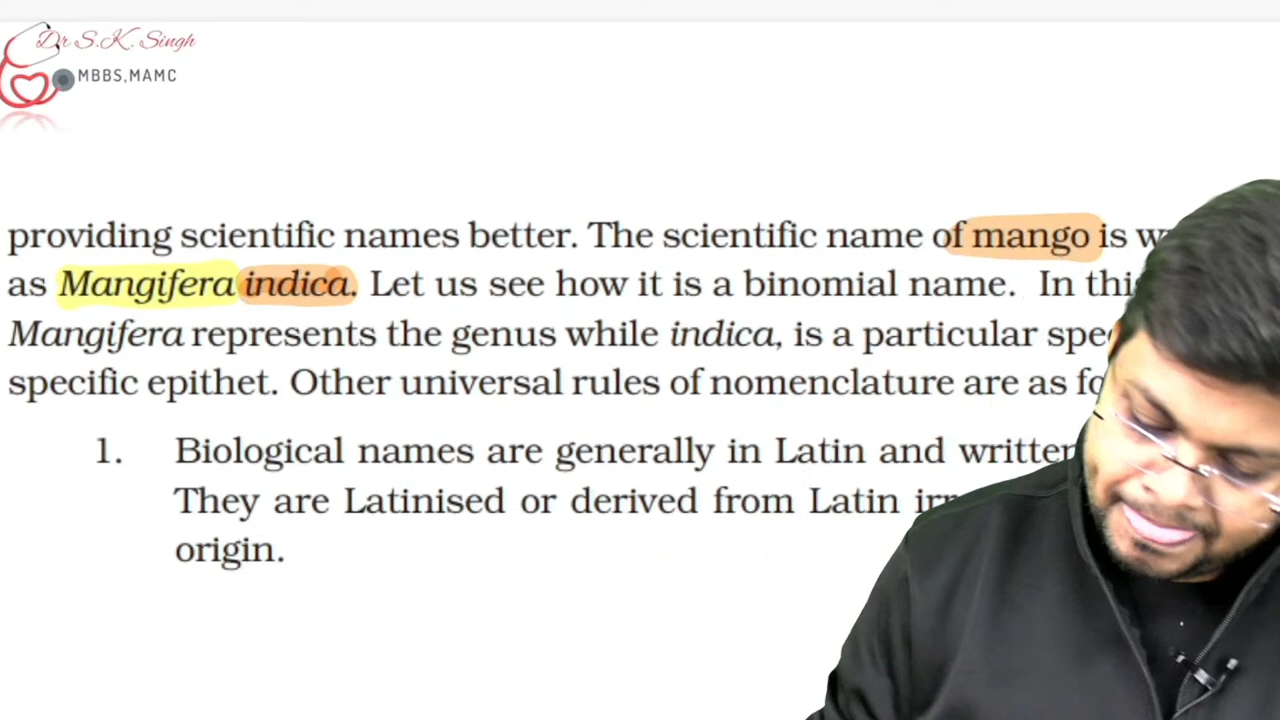 Dr S.K. Singh
MBBS,MAMC
providing scientific names better. The scientific name of mango is
as Mangifera indica. Let us see how it is a binomial name. In
Mangifera represents the genus while indica, is a particular
specific epithet. Other universal rules of nomenclature are as
1. Biological names are generally in Latin and written
They are Latinised or derived from Latin
origin.